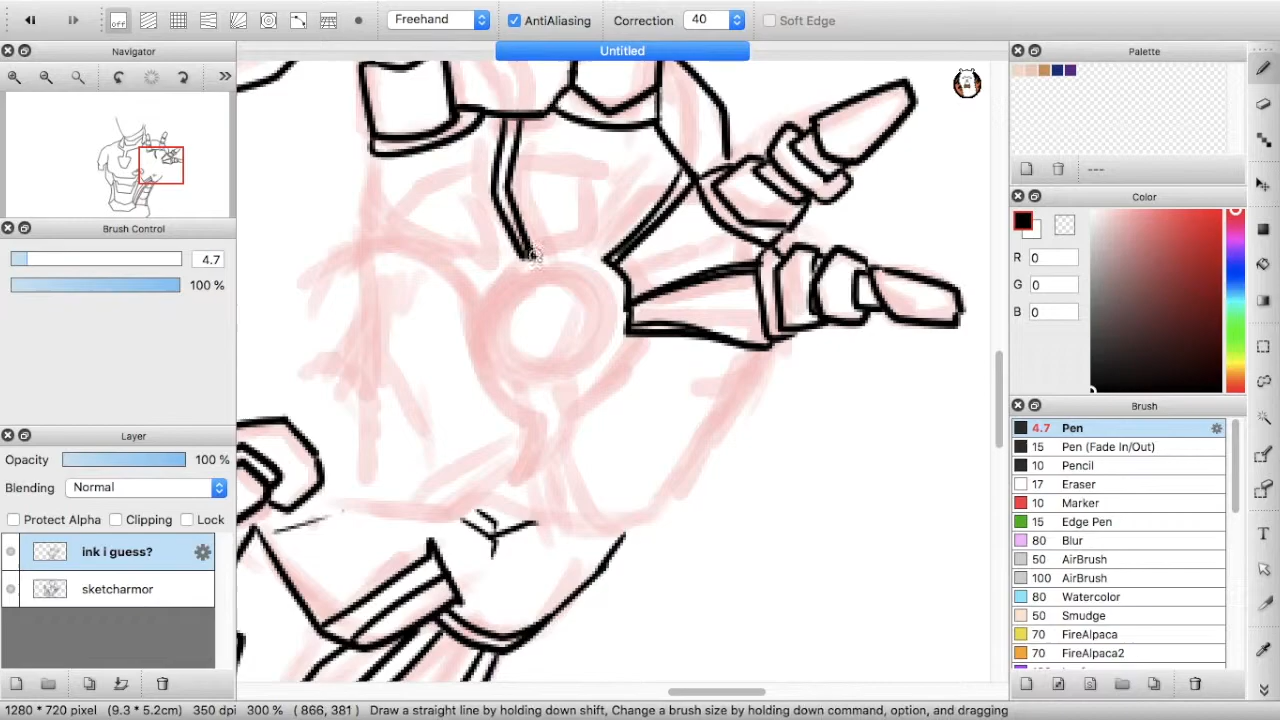 off
Freehand
AntiAliasing
Correction
40
Soft Edge
Untitled
Navigator
Brush Control
4.7
100 %
Layer
Opacity
100 %
Blending
Normal
Protect Alpha
Clipping
Lock
ink i guess?
sketcharmor
Palette
---
Color
R
0
G
0
B
0
Brush
4.7 Pen
15 Pen (Fade In/Out)
10 Pencil
17 Eraser
10 Marker
15 Edge Pen
80 Blur
50 AirBrush
100 AirBrush
80 Watercolor
50 Smudge
70 FireAlpaca
70 FireAlpaca2
T
1280 * 720 pixel (9.3 * 5.2cm) 350 dpi 300 % ( 866, 381 ) Draw a straight line by holding down shift, Change a brush size by holding down command, option, and dragging